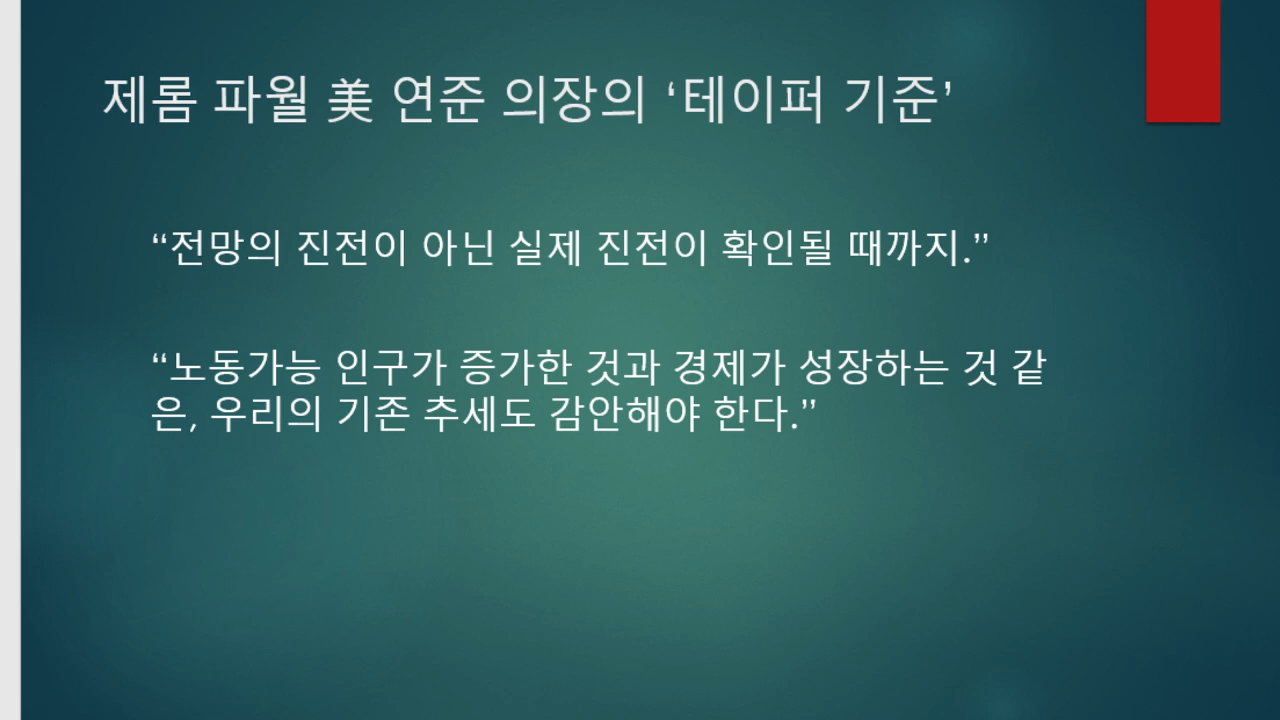 제롬 파월 美 연준 의장의 ‘테이퍼 기준’
“전망의 진전이 아닌 실제 진전이 확인될 때까지.”
“노동가능 인구가 증가한 것과 경제가 성장하는 것 같
은, 우리의 기존 추세도 감안해야 한다.”